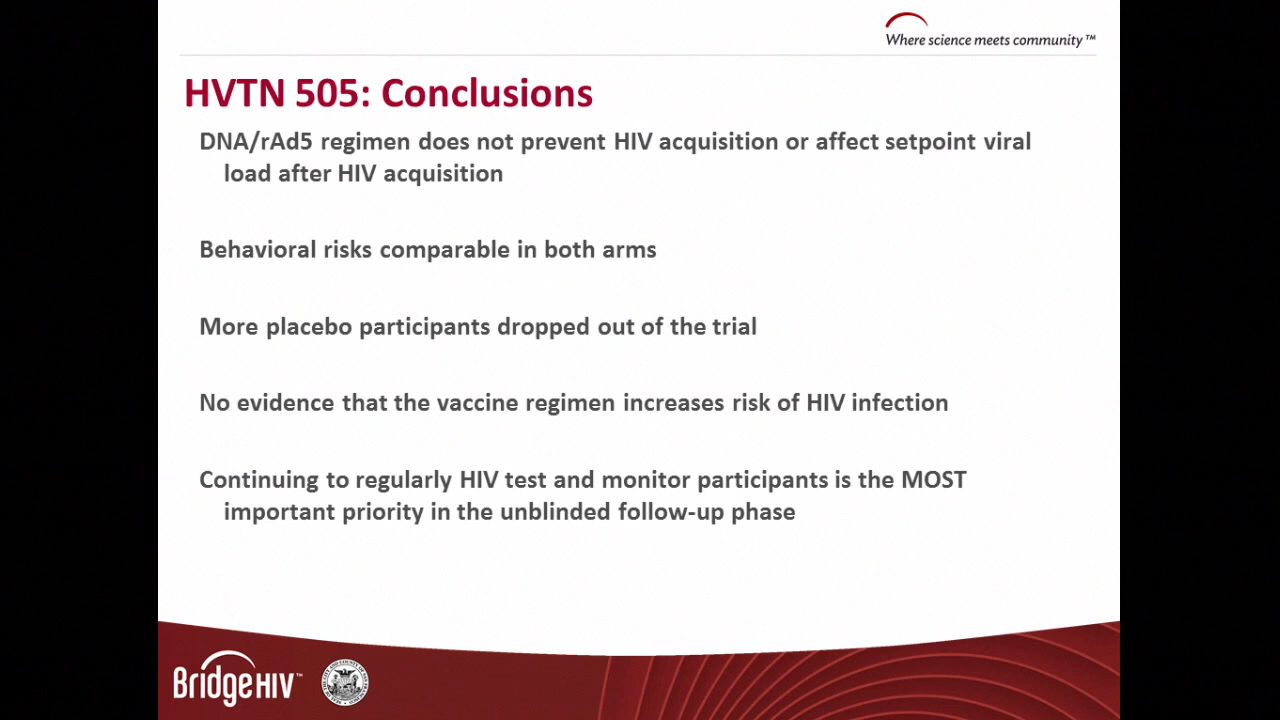 Where science meets community™
HVTN 505: Conclusions
DNA/rAd5 regimen does not prevent HIV acquisition or affect setpoint viral
load after HIV acquisition
Behavioral risks comparable in both arms
More placebo participants dropped out of the trial
No evidence that the vaccine regimen increases risk of HIV infection
Continuing to regularly HIV test and monitor participants is the MOST
important priority in the unblinded follow-up phase
BridgeHIV™